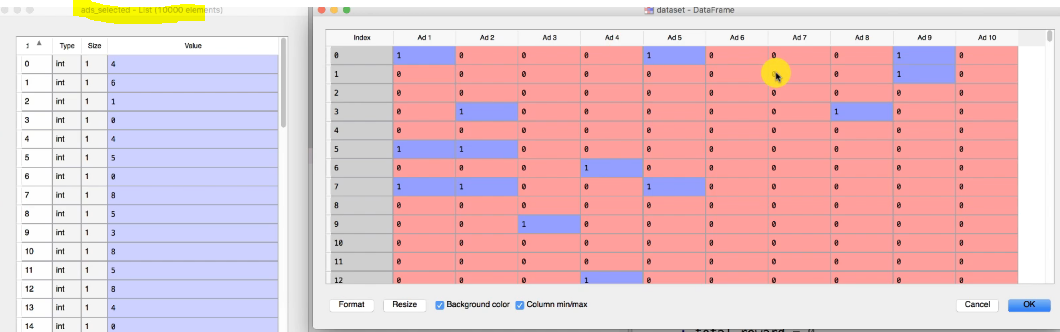 ads_selected - List (10000 elements)
Type Size Value
0 int 1 4
1 int 1 6
2 int 1 1
3 int 1 0
4 int 1 4
5 int 1 5
6 int 1 0
7 int 1 8
8 int 1 5
9 int 1 3
10 int 1 8
11 int 1 5
12 int 1 8
13 int 1 4
14 int 1 0
dataset - DataFrame
Index Ad 1 Ad 2 Ad 3 Ad 4 Ad 5 Ad 6 Ad 7 Ad 8 Ad 9 Ad 10
0 1 0 0 0 1 0 0 0 1 0
1 0 0 0 0 0 0 0 0 1 0
2 0 0 0 0 0 0 0 0 0 0
3 0 1 0 0 0 0 0 1 0 0
4 0 0 0 0 0 0 0 0 0 0
5 1 1 0 0 0 0 0 0 0 0
6 0 0 0 1 0 0 0 0 0 0
7 1 1 0 0 1 0 0 0 0 0
8 0 0 0 0 0 0 0 0 0 0
9 0 0 1 0 0 0 0 0 0 0
10 0 0 0 0 0 0 0 0 0 0
11 0 0 0 0 0 0 0 0 0 0
12 0 0 0 1 0 0 0 0 0 0
Format Resize Background color Column min/max Cancel OK
total_reward = 0